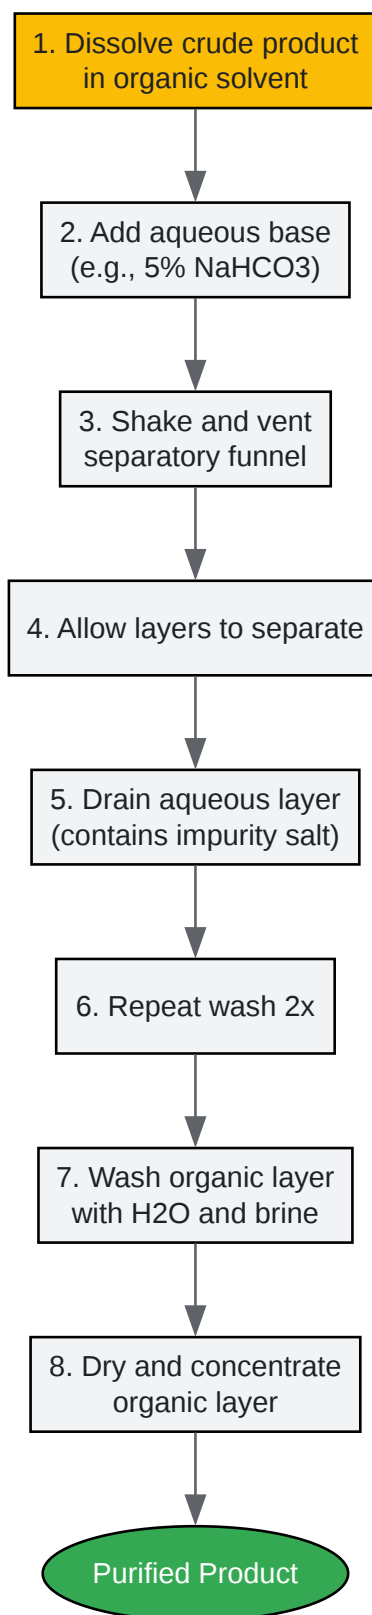 1. Dissolve crude product
in organic solvent
2. Add aqueous base
(e.g., 5% NaHCO3)
3. Shake and vent
separatory funnel
4. Allow layers to separate
5. Drain aqueous layer
(contains impurity salt)
6. Repeat wash 2x
7. Wash organic layer
with H2O and brine
8. Dry and concentrate
organic layer
Purified Product